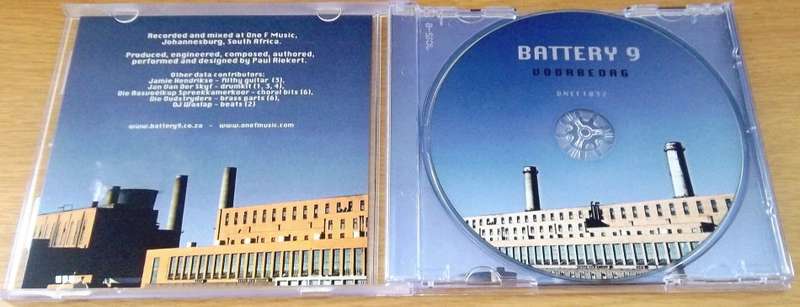 Recorded and mixed at One F Music,
Johannesburg, South Africa.
Produced, engineered, composed, authored,
performed and designed by Paul Riekert.
Other data contributors:
Jamie Hendrikse - filthy guitar (3),
Jan Van Der Skyf - drumkit (1, 3, 4),
Die Raswoelkup Spreekkamerkoor - choral bits (6),
Die Oudstryders - brass parts (6),
DJ Waslap - beats (2)
www.battery9.co.za - www.onefmusic.com
BATTERY 9
VOORBEDAG